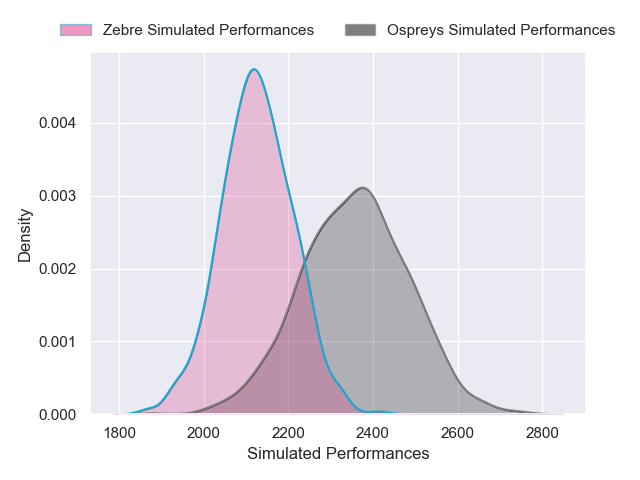 Zebre Simulated Performances Ospreys Simulated Performances
0.004
0.003
0.002
0.001
0.000
Density
1800 2000 2200 2400 2600 2800
Simulated Performances